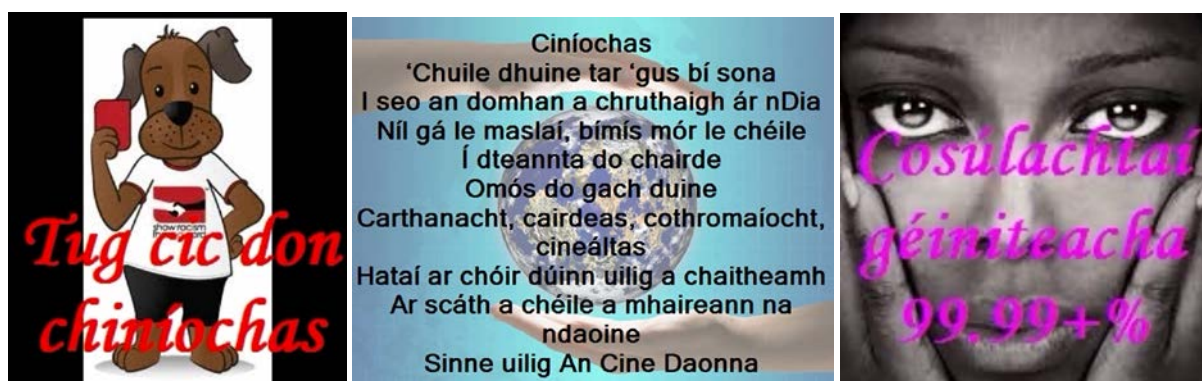 Tug cic don
chiníochas
Ciníochas
‘Chuile dhuine tar ‘gus bí sona
I seo an domhan a chruthaigh ár nDia
Níl gá le maslaí, bímís mór le chéile
Í dteannta do chairde
Omós do gach duine
Carthanacht, cairdeas, cothromaíocht,
cineáltas
Hataí ar chóir dúinn uilig a chaitheamh
Ar scáth a chéile a mhaireann na
ndaoine
Sinne uilig An Cine Daonna
Cosúlachtaí
géiniteacha
99.99+%